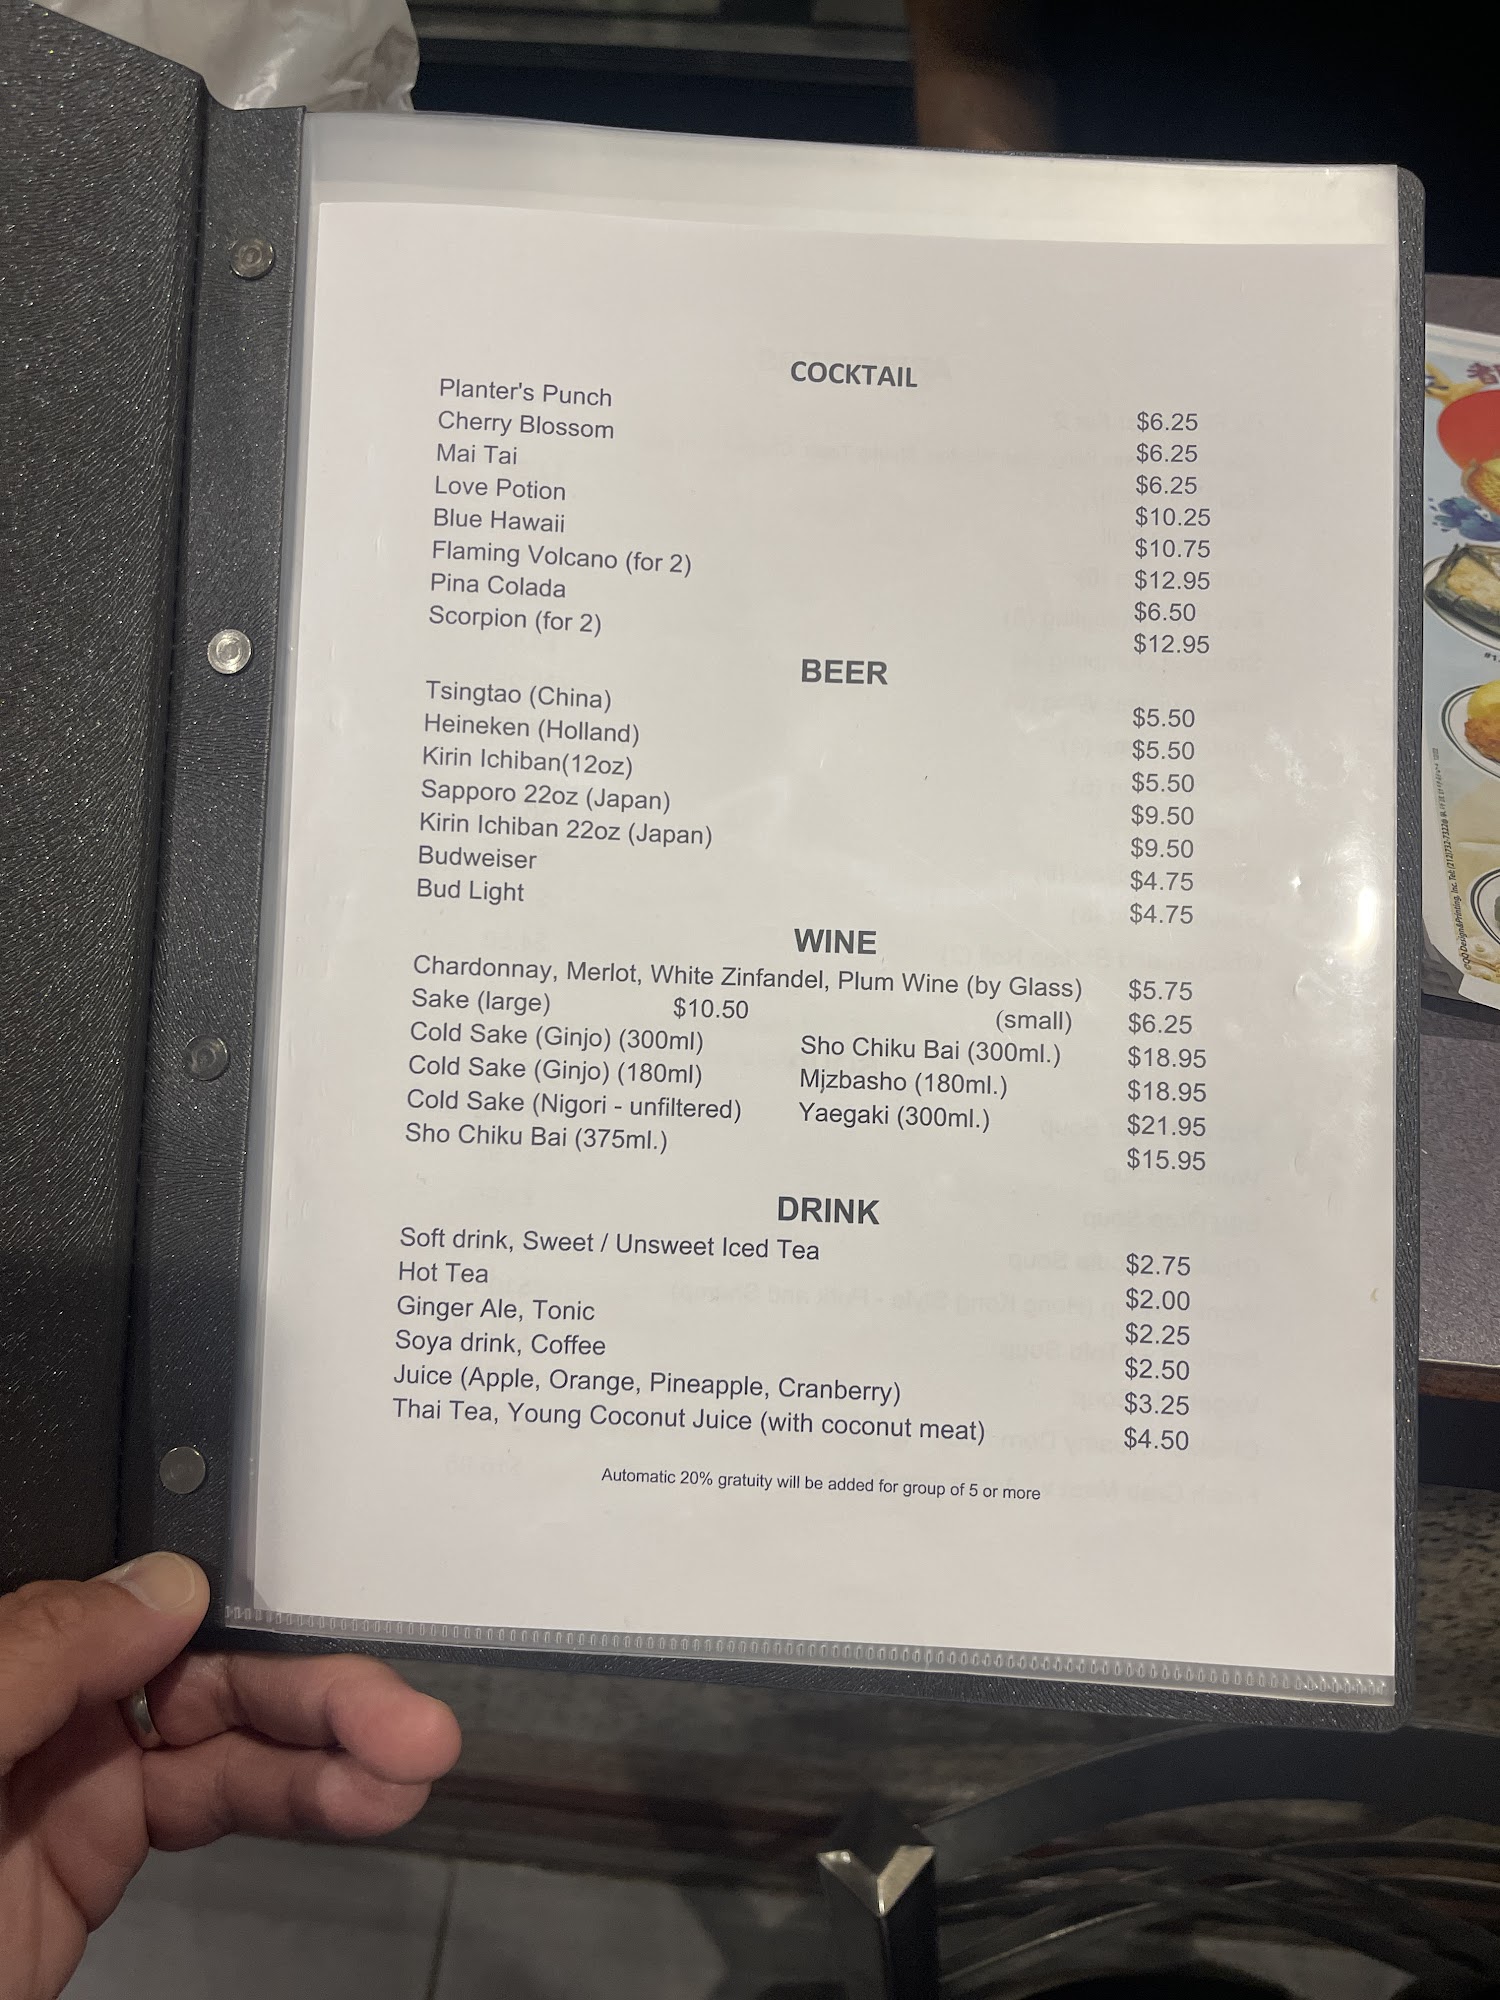 COCKTAIL
Planter's Punch $6.25
Cherry Blossom $6.25
Mai Tai $6.25
Love Potion $10.25
Blue Hawaii $10.75
Flaming Volcano (for 2) $12.95
Pina Colada $6.50
Scorpion (for 2) $12.95
BEER
Tsingtao (China) $5.50
Heineken (Holland) $5.50
Kirin Ichiban(12oz) $5.50
Sapporo 22oz (Japan) $9.50
Kirin Ichiban 22oz (Japan) $9.50
Budweiser $4.75
Bud Light $4.75
WINE
Chardonnay, Merlot, White Zinfandel, Plum Wine (by Glass) $5.75
Sake (large) $10.50 (small) $6.25
Cold Sake (Ginjo) (300ml) Sho Chiku Bai (300ml.) $18.95
Cold Sake (Ginjo) (180ml) Mjzbasho (180ml.) $18.95
Cold Sake (Nigori - unfiltered) Yaegaki (300ml.) $21.95
Sho Chiku Bai (375ml.) $15.95
DRINK
Soft drink, Sweet / Unsweet Iced Tea $2.75
Hot Tea $2.00
Ginger Ale, Tonic $2.25
Soya drink, Coffee $2.50
Juice (Apple, Orange, Pineapple, Cranberry) $3.25
Thai Tea, Young Coconut Juice (with coconut meat) $4.50
Automatic 20% gratuity will be added for group of 5 or more